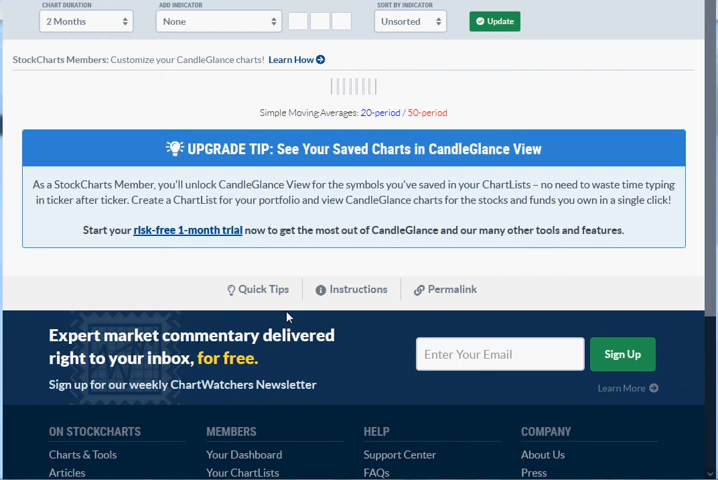 CHART DURATION
ADD INDICATOR
SORT BY INDICATOR
2 Months
None
Unsorted
Update
StockCharts Members: Customize your CandleGlance charts! Learn How
Simple Moving Averages: 20-period / 50-period
UPGRADE TIP: See Your Saved Charts in CandleGlance View
As a StockCharts Member, you'll unlock CandleGlance View for the symbols you've saved in your ChartLists – no need to waste time typing
in ticker after ticker. Create a ChartList for your portfolio and view CandleGlance charts for the stocks and funds you own in a single click!
Start your risk-free 1-month trial now to get the most out of CandleGlance and our many other tools and features.
Quick Tips
Instructions
Permalink
Expert market commentary delivered
right to your inbox, for free.
Sign up for our weekly ChartWatchers Newsletter
Enter Your Email
Sign Up
Learn More
ON STOCKCHARTS
MEMBERS
HELP
COMPANY
Charts & Tools
Your Dashboard
Support Center
About Us
Articles
Your ChartLists
FAQs
Press